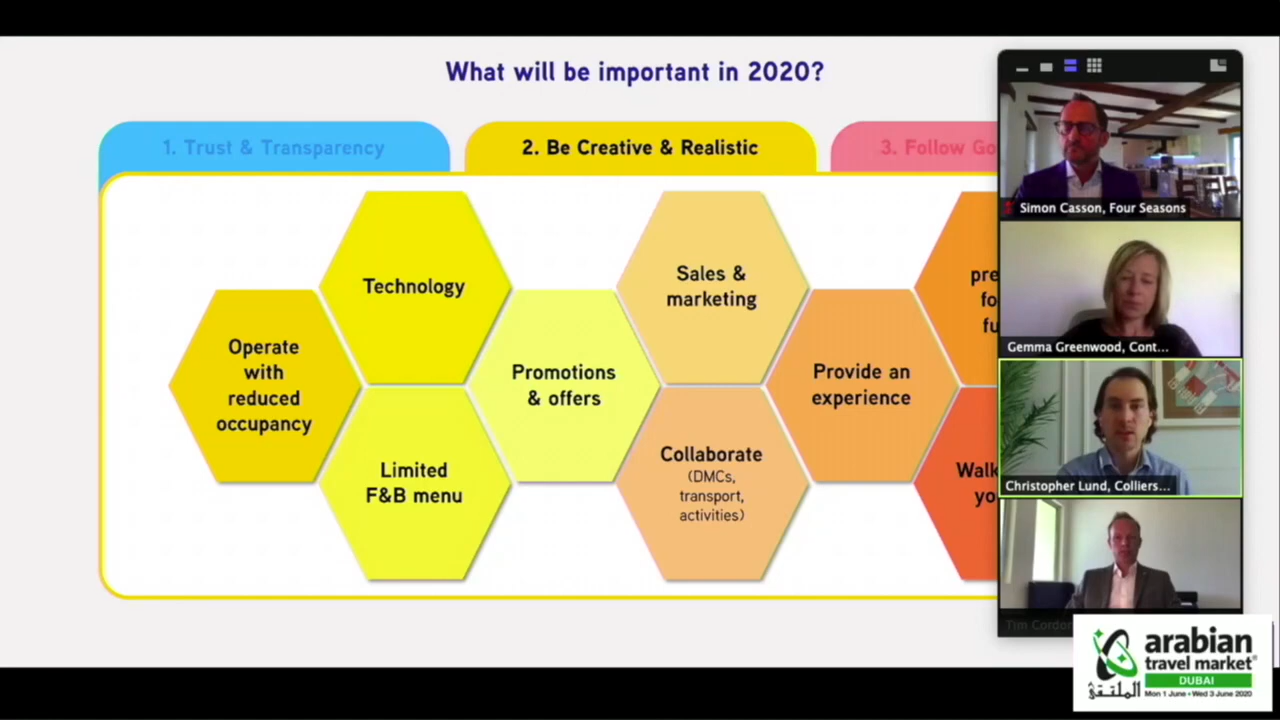 What will be important in 2020?
1. Trust & Transparency
2. Be Creative & Realistic
3. Follow Go
Operate
with
reduced
occupancy
Technology
Limited
F&B menu
Promotions
& offers
Sales &
marketing
Collaborate
(DMCs,
transport,
activities)
Provide an
experience
pre
fo
fu
Walk
yo
Simon Casson, Four Seasons
Gemma Greenwood, Cont...
Christopher Lund, Colliers...
Tim Cordon
arabian
travel market
DUBAI
الملتقى
Mon 1 June - Wed 3 June 2020